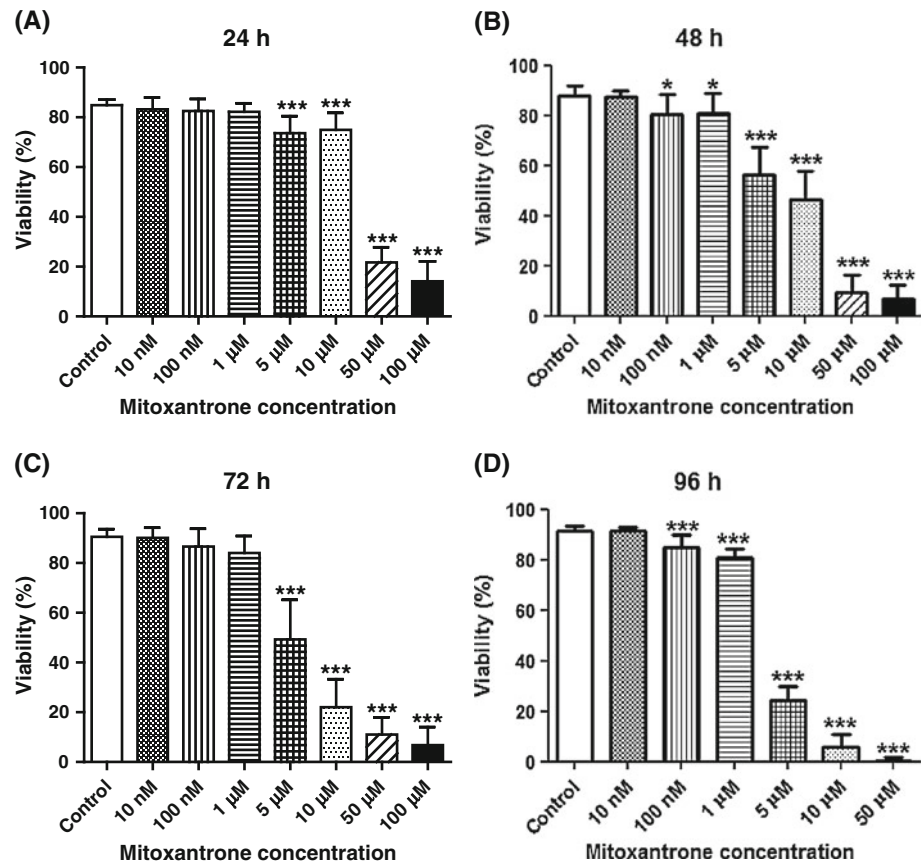 (A)
24 h
Viability (%)
100
80
60
40
20
0
***
***
***
***
Control
10 nM
100 nM
1 µM
5 µM
10 µM
50 µM
100 µM
Mitoxantrone concentration
(B)
48 h
Viability (%)
100
80
60
40
20
0
*
*
***
***
***
***
Control
10 nM
100 nM
1 µM
5 µM
10 µM
50 µM
100 µM
Mitoxantrone concentration
(C)
72 h
Viability (%)
100
80
60
40
20
0
***
***
***
***
Control
10 nM
100 nM
1 µM
5 µM
10 µM
50 µM
100 µM
Mitoxantrone concentration
(D)
96 h
Viability (%)
100
80
60
40
20
0
***
***
***
***
***
Control
10 nM
100 nM
1 µM
5 µM
10 µM
50 µM
Mitoxantrone concentration